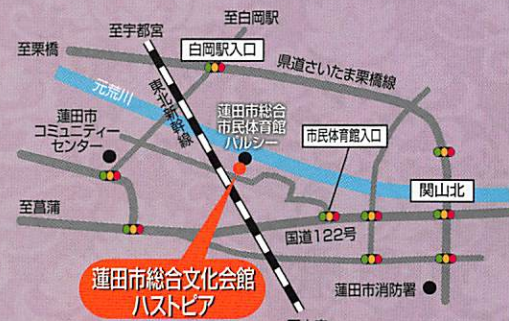 至宇都宮
至白岡駅
至栗橋
白岡駅入口
県道さいたま栗橋線
元荒川
東北新幹線
蓮田市
コミュニティー
センター
蓮田市総合
市民体育館
パルシー
市民体育館入口
関山北
至菖蒲
国道122号
蓮田市総合文化会館
ハストピア
蓮田市消防署